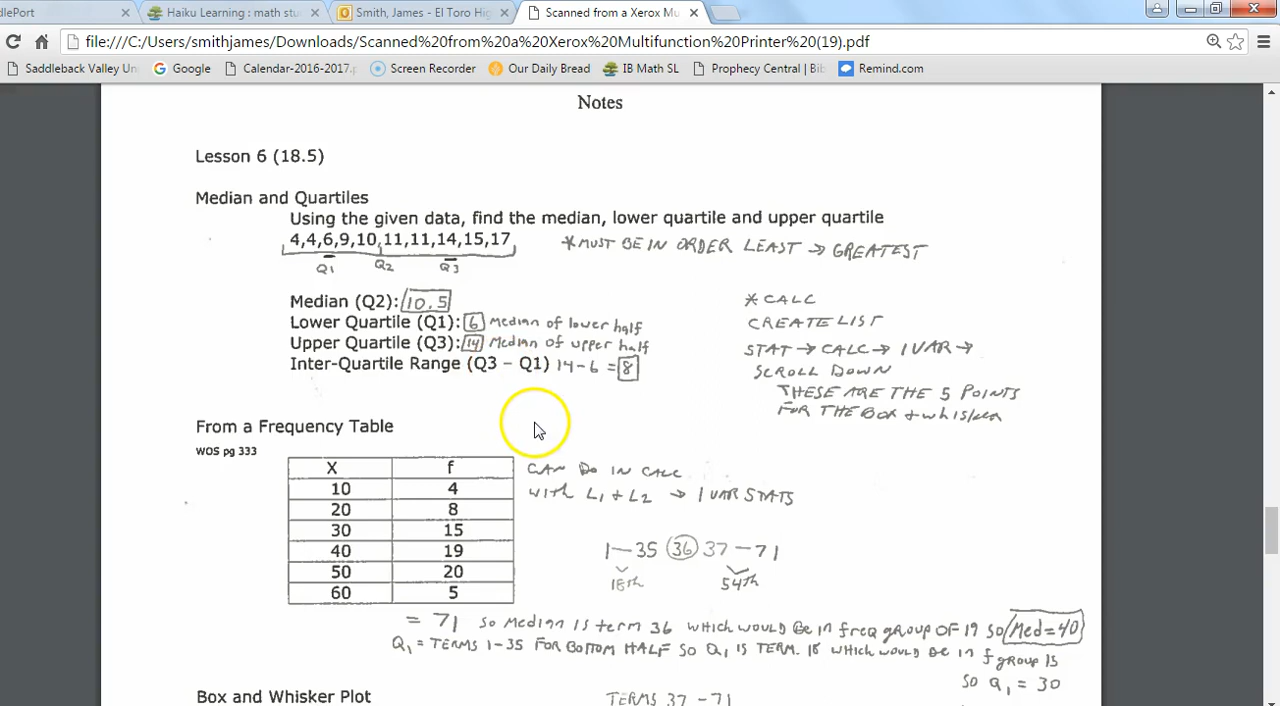 dlePort
Haiku Learning : math stu
Smith, James - El Toro Hig
Scanned from a Xerox Mu
file:///C:/Users/smithjames/Downloads/Scanned%20from%20a%20Xerox%20Multifunction%20Printer%20(19).pdf
Saddleback Valley Un Google Calendar-2016-2017.p Screen Recorder Our Daily Bread IB Math SL Prophecy Central | Bib Remind.com
Notes
Lesson 6 (18.5)
Median and Quartiles
Using the given data, find the median, lower quartile and upper quartile
4,4,6,9,10,11,11,14,15,17 *MUST BE IN ORDER LEAST → GREATEST
Q1 Q2 Q3
Median (Q2): 10.5
Lower Quartile (Q1): 6 Median of lower half
Upper Quartile (Q3): 14 Median of upper half
Inter-Quartile Range (Q3 – Q1) 14-6 = 8
* CALC
CREATE LIST
STAT → CALC → 1 VAR →
SCROLL DOWN
THESE ARE THE 5 POINTS
FOR THE BOX + whisker
From a Frequency Table
WOS pg 333
X f
10 4
20 8
30 15
40 19
50 20
60 5
CAN DO IN CALC
with L1 + L2 → 1 VAR STATS
1—35 36 37—71
18th 54th
= 71 SO MEDIAN IS term 36 WHICH WOULD BE IN freq group OF 19 SO Med=40
Q1 = TERMS 1-35 FOR BOTTOM HALF SO Q1 IS TERM. 18 WHICH WOULD BE IN f group 15
SO Q1 = 30
Box and Whisker Plot
TERMS 37-71